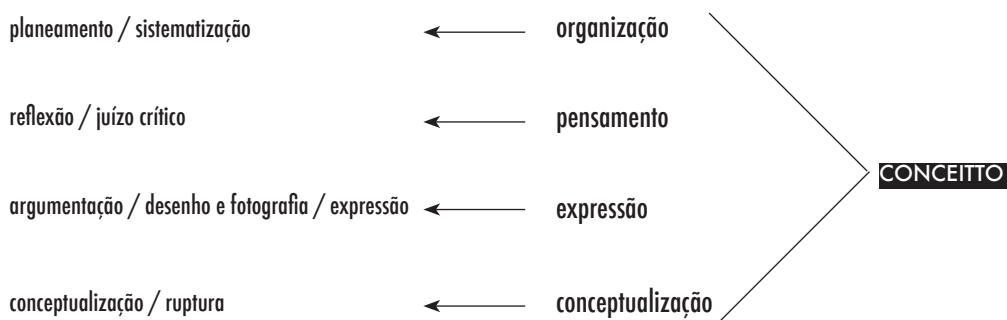 planeamento / sistematização organização
reflexão / juízo crítico pensamento
CONCEITTO
argumentação / desenho e fotografia / expressão expressão
conceptualização / ruptura conceptualização